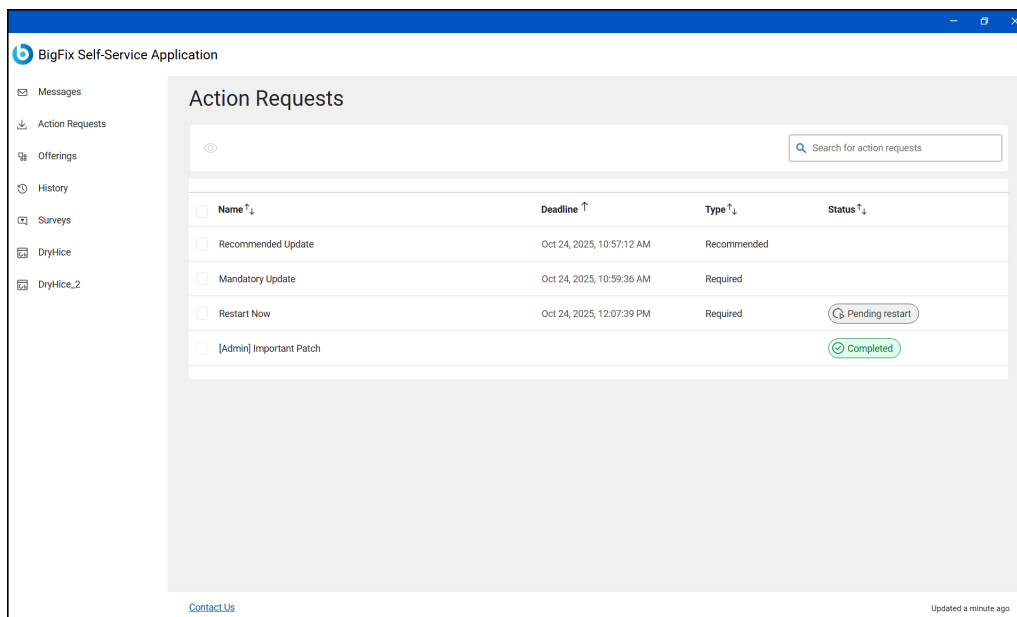 BigFix Self-Service Application
Messages
Action Requests
Offerings
History
Surveys
DryHice
DryHice_2
Action Requests
Search for action requests
Name Deadline Type Status
Recommended Update Oct 24, 2025, 10:57:12 AM Recommended
Mandatory Update Oct 24, 2025, 10:59:36 AM Required
Restart Now Oct 24, 2025, 12:07:39 PM Required Pending restart
[Admin] Important Patch Completed
Contact Us Updated a minute ago